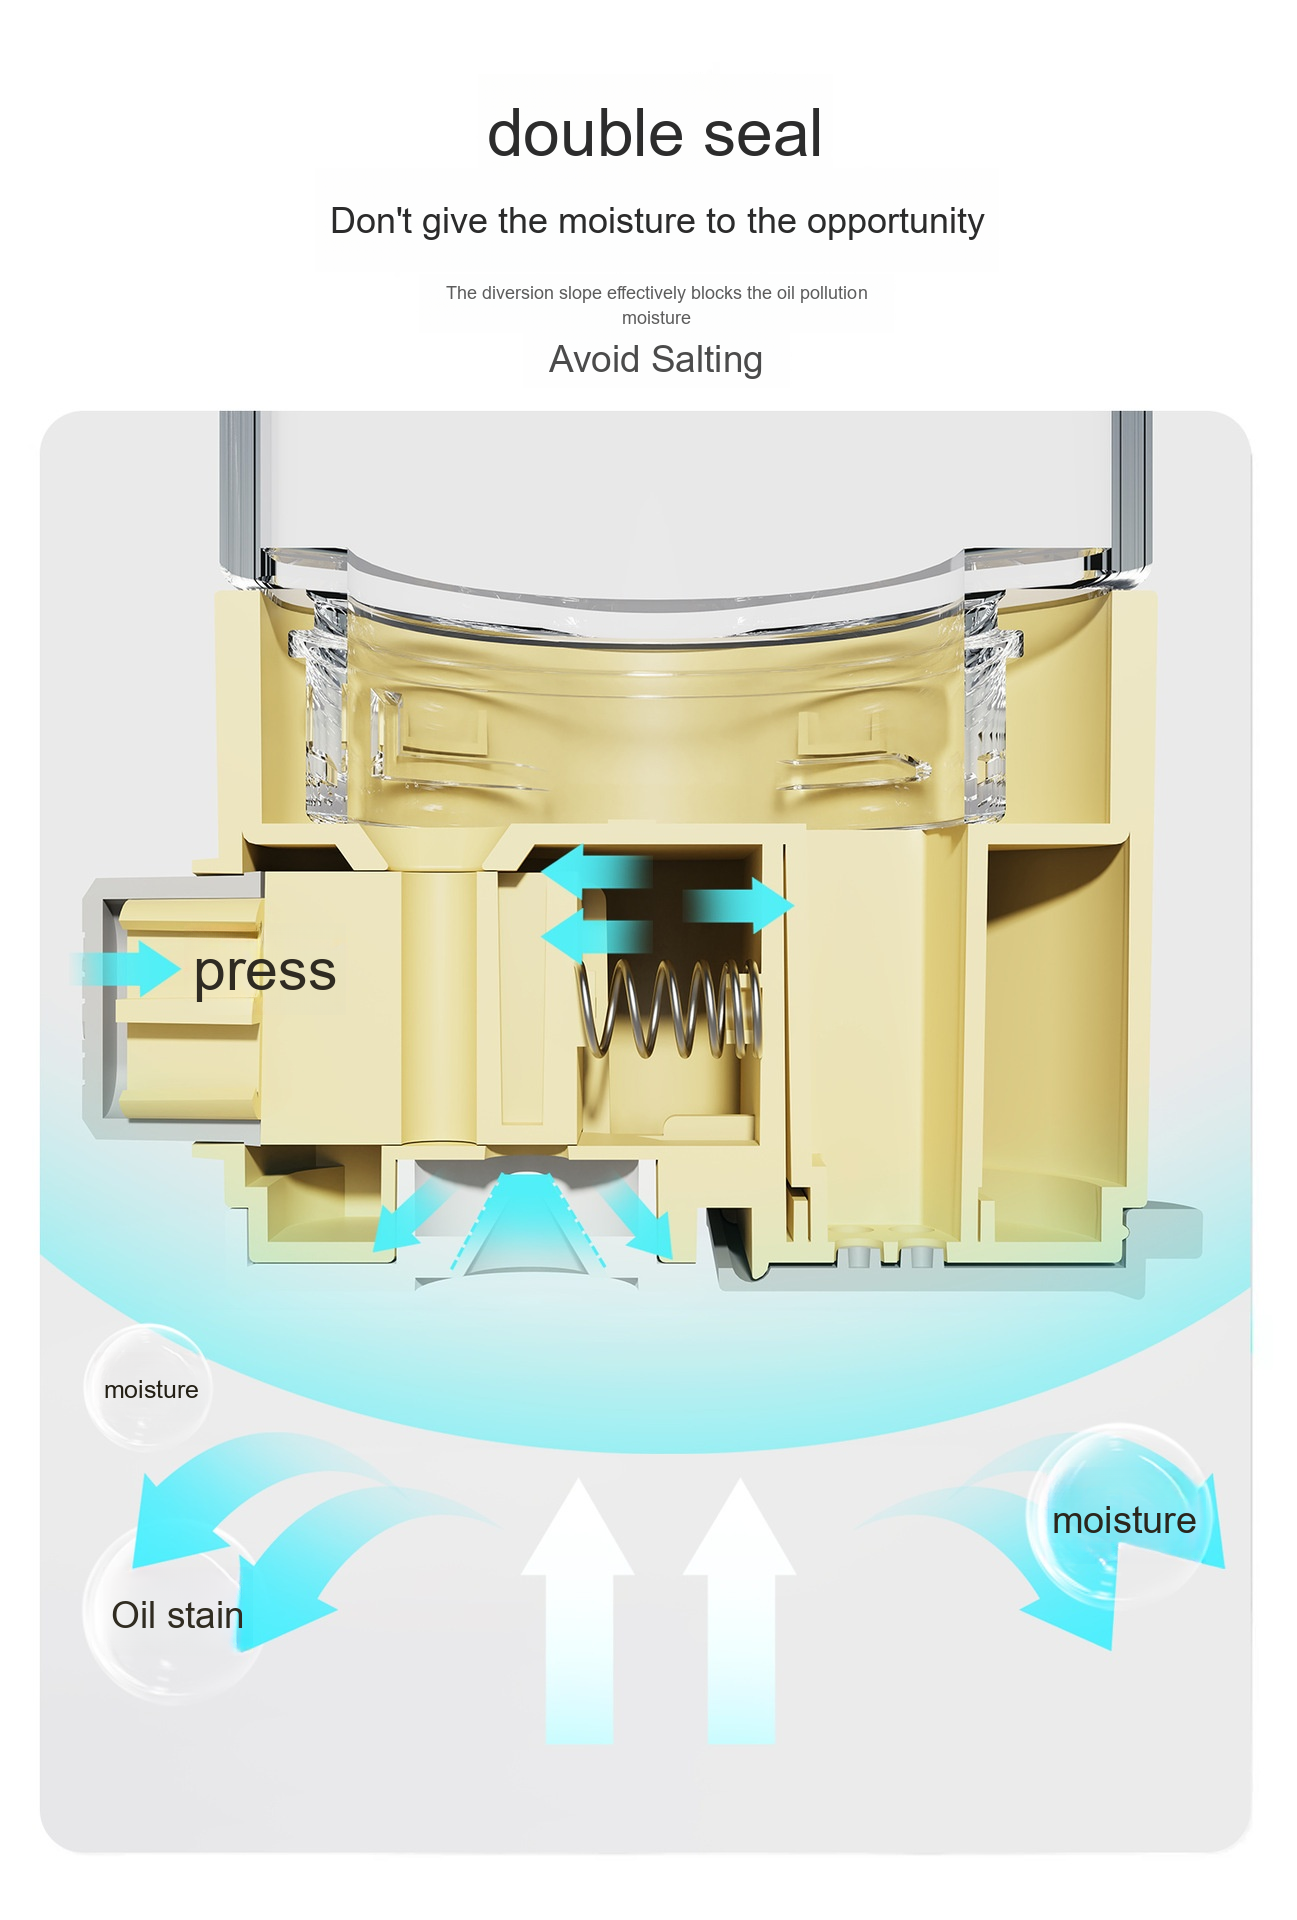 double seal
Don't give the moisture to the opportunity
The diversion slope effectively blocks the oil pollution
moisture
Avoid Salting
press
moisture
moisture
Oil stain